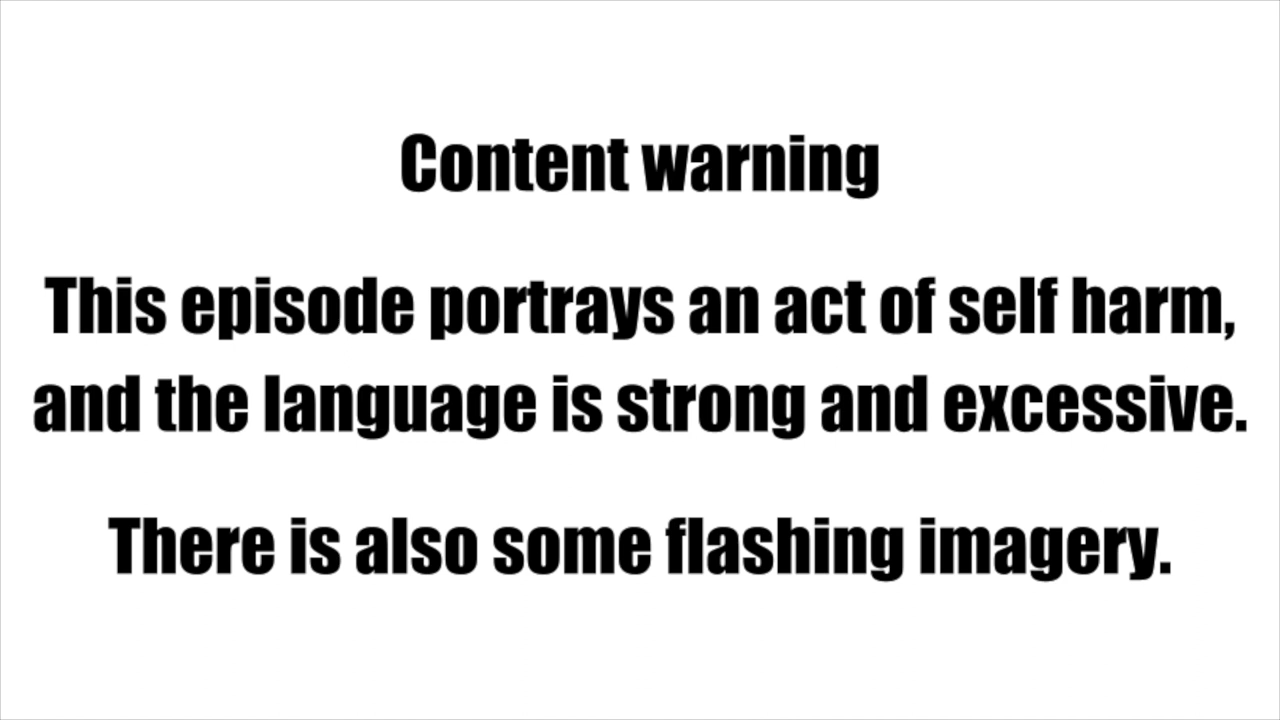 Content warning
This episode portrays an act of self harm,
and the language is strong and excessive.
There is also some flashing imagery.